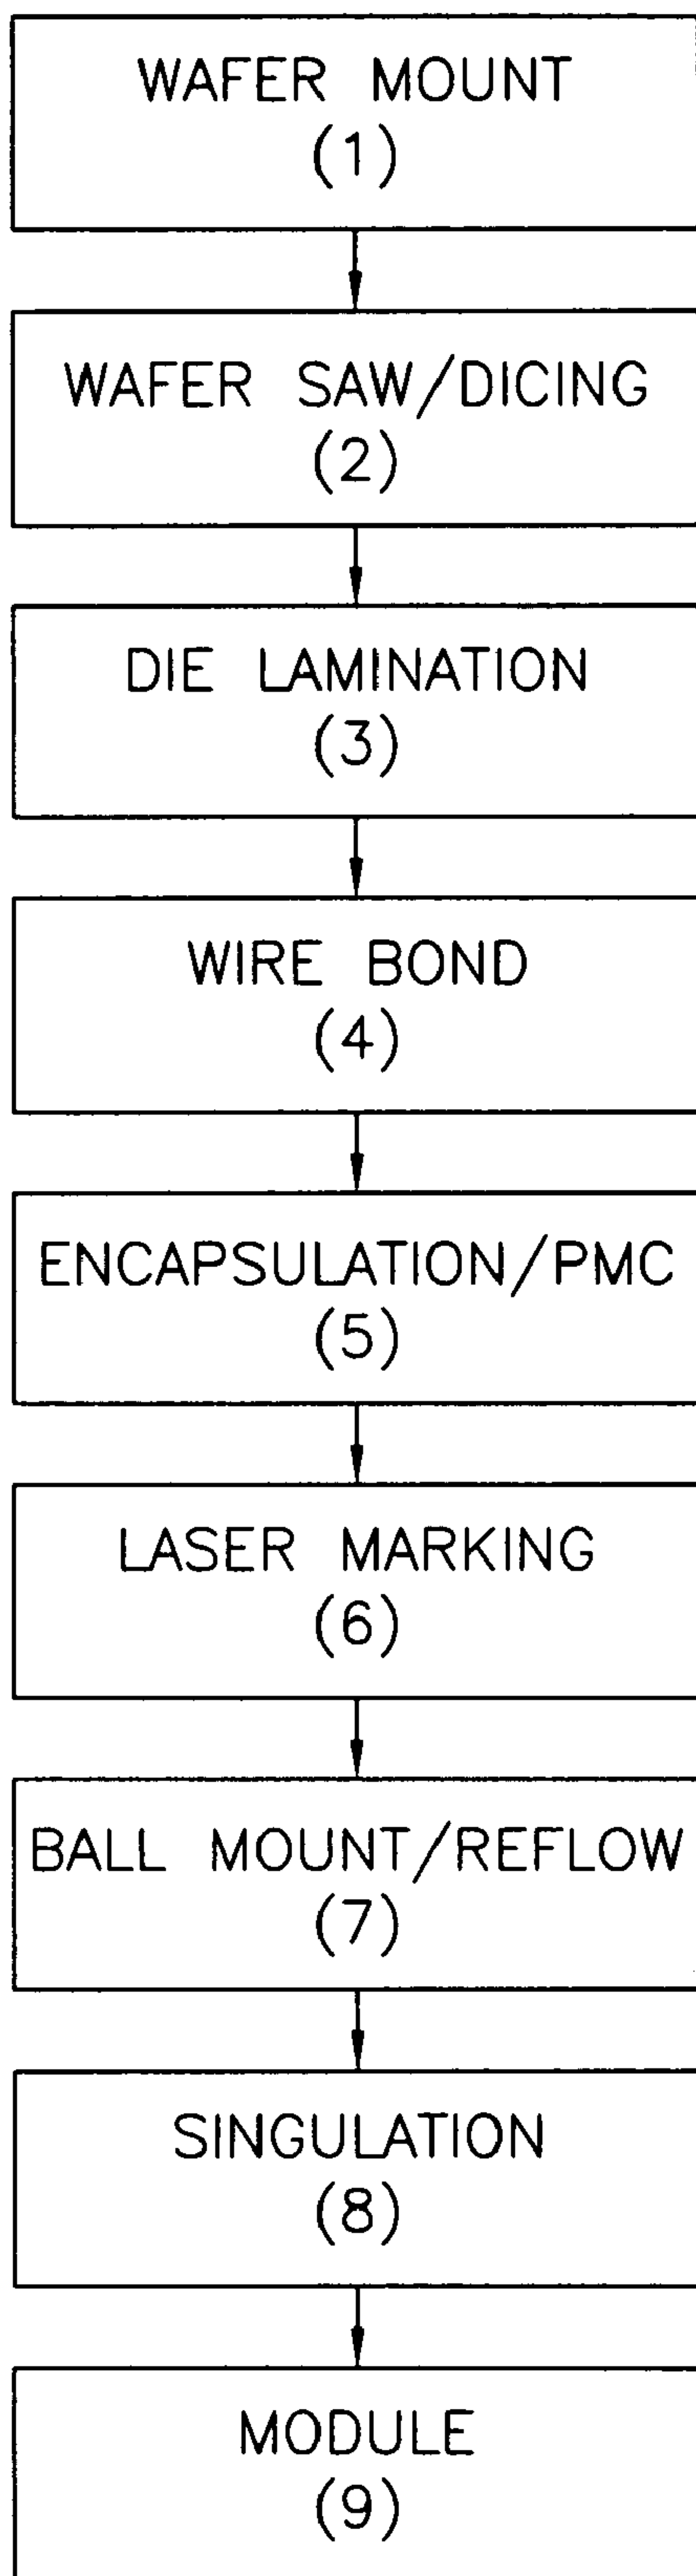 WAFER MOUNT
(1)
WAFER SAW/DICING
(2)
DIE LAMINATION
(3)
WIRE BOND
(4)
ENCAPSULATION/PMC
(5)
LASER MARKING
(6)
BALL MOUNT/REFLOW
(7)
SINGULATION
(8)
MODULE
(9)